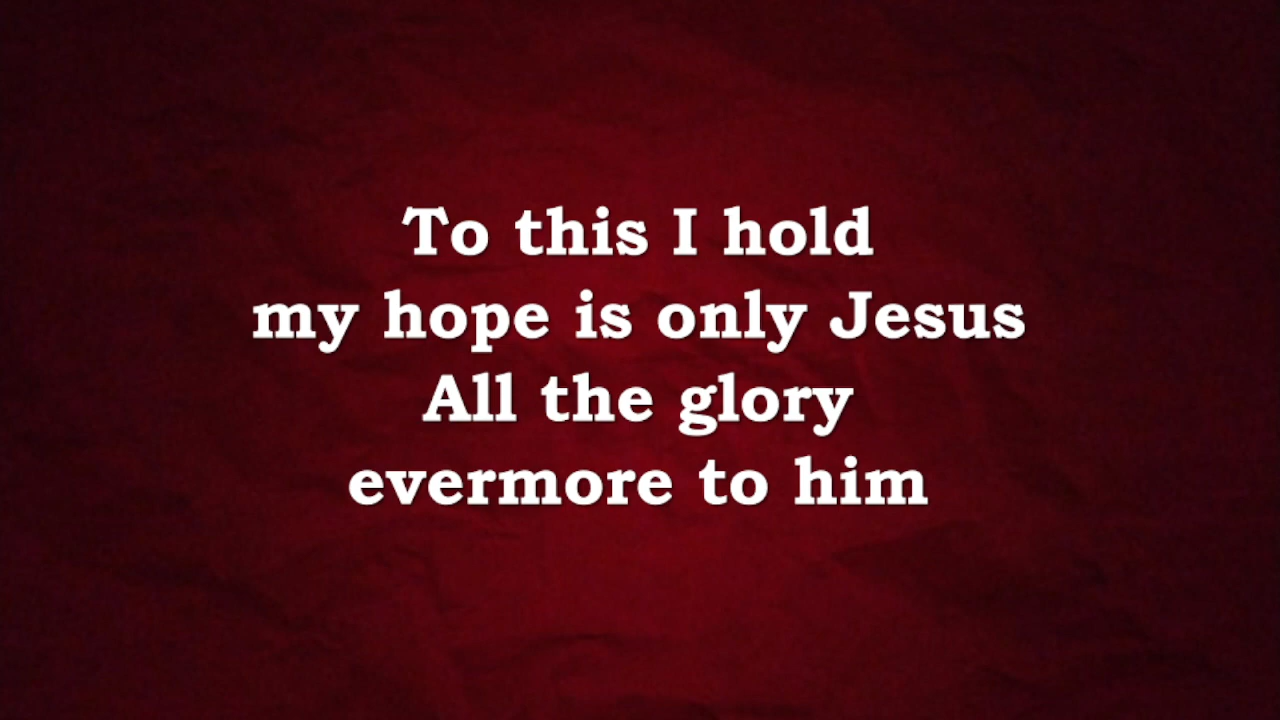 To this I hold
my hope is only Jesus
All the glory
evermore to him